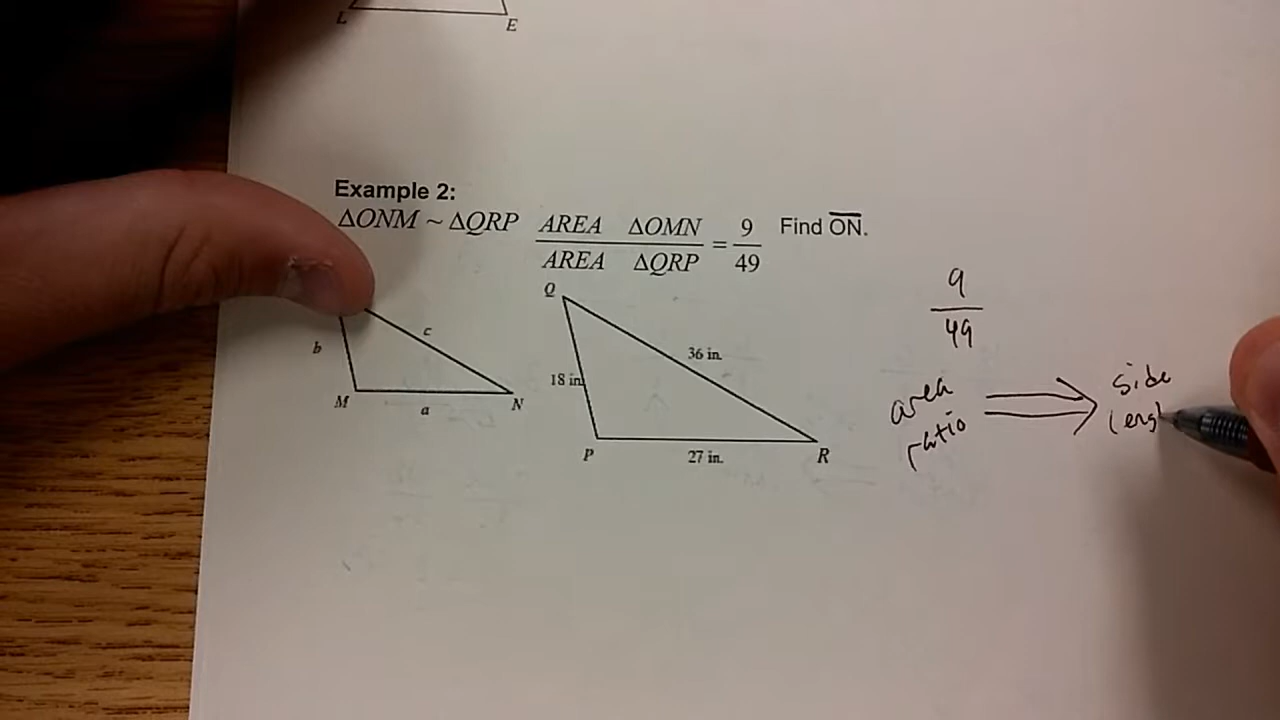 L E
Example 2:
ΔONM ~ ΔQRP AREA ΔOMN / AREA ΔQRP = 9/49 Find ON.
Q
b c
18 in. 36 in.
M a N
P 27 in. R
9
49
area
ratio
side
lengt